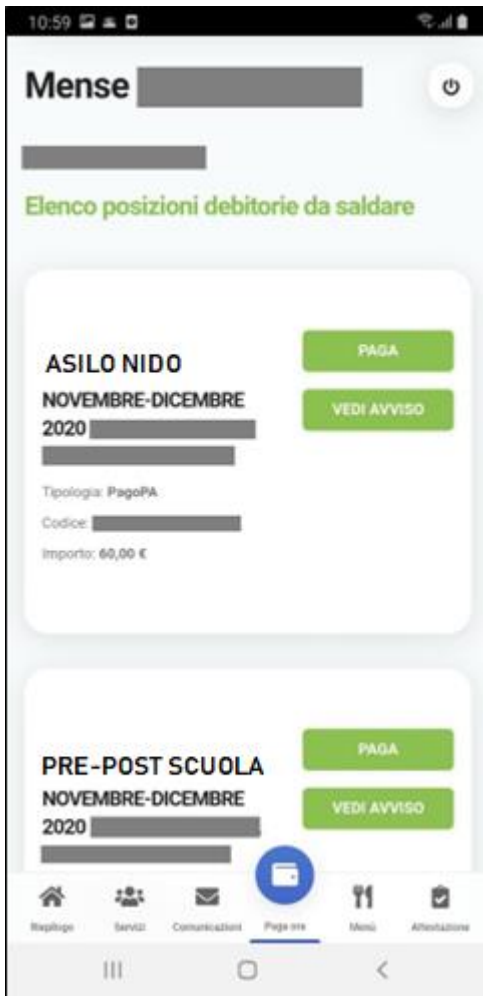 10:59
Mense
Elenco posizioni debitorie da saldare
ASILO NIDO
NOVEMBRE-DICEMBRE
2020
Tipologia: PagoPA
Codice:
Importo: 60,00 €
PAGA
VEDI AVVISO
PRE-POST SCUOLA
NOVEMBRE-DICEMBRE
2020
PAGA
VEDI AVVISO
Riepilogo Servizi Comunicazioni Paga ora Menù Attestazione